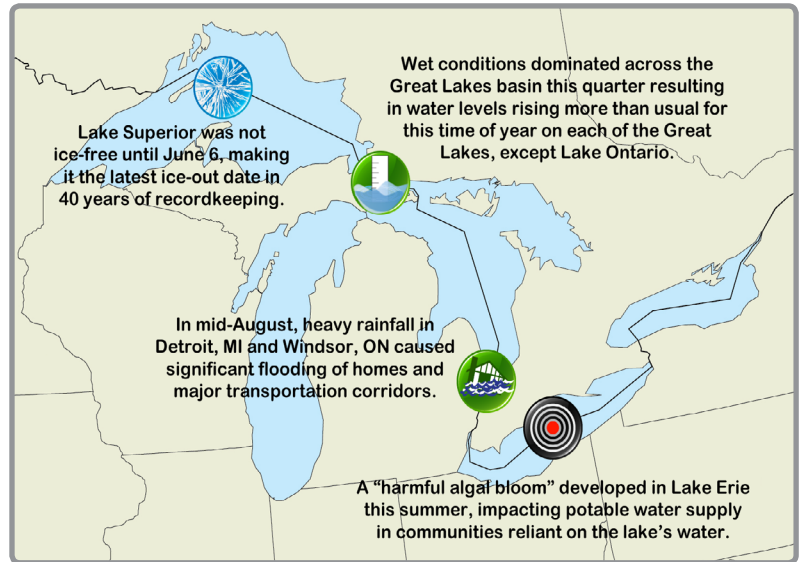 Wet conditions dominated across the
Great Lakes basin this quarter resulting
in water levels rising more than usual for
this time of year on each of the Great
Lakes, except Lake Ontario.
Lake Superior was not
ice-free until June 6, making
it the latest ice-out date in
40 years of recordkeeping.
In mid-August, heavy rainfall in
Detroit, MI and Windsor, ON caused
significant flooding of homes and
major transportation corridors.
A “harmful algal bloom” developed in Lake Erie
this summer, impacting potable water supply
in communities reliant on the lake’s water.